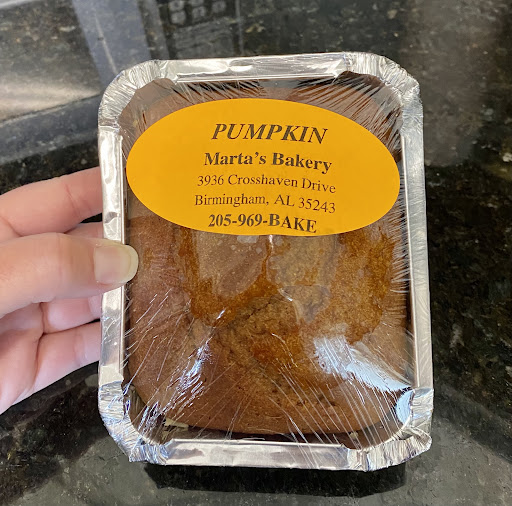 PUMPKIN
Marta's Bakery
3936 Crosshaven Drive
Birmingham, AL 35243
205-969-BAKE